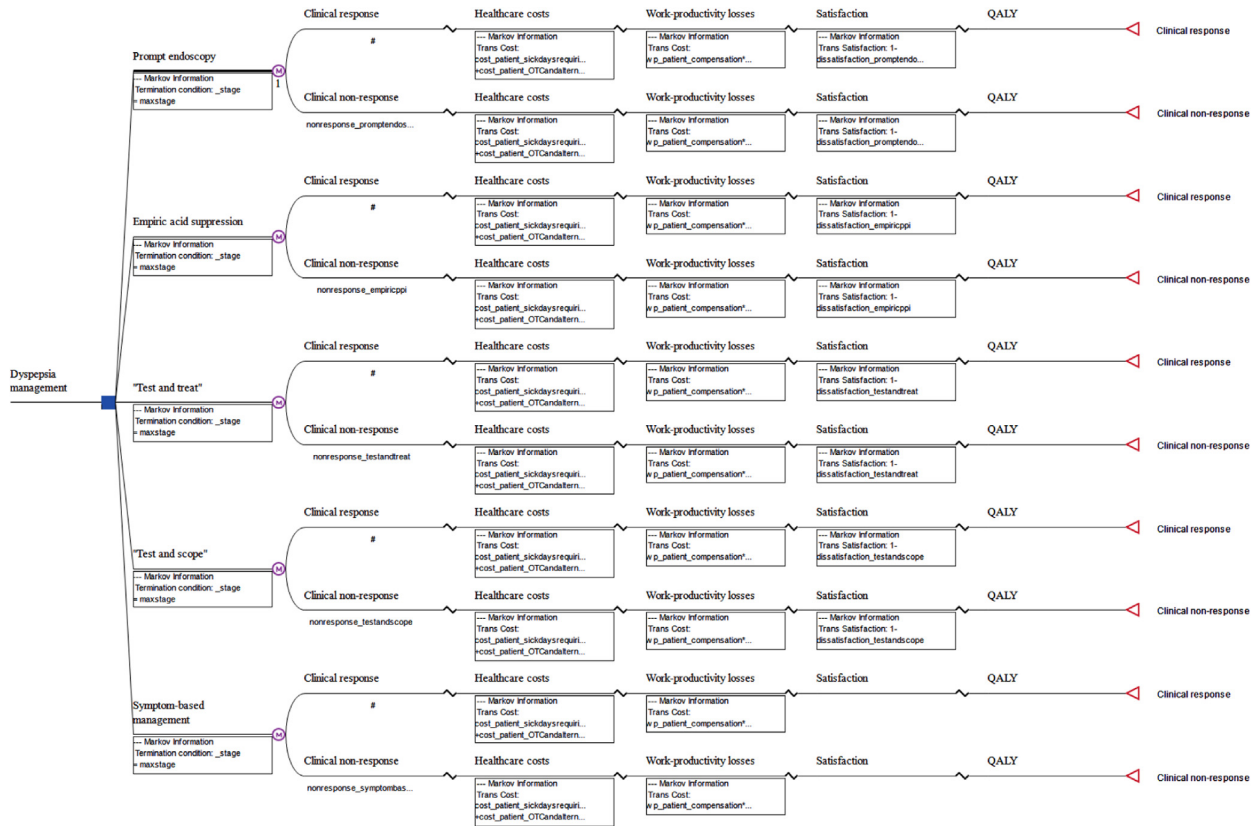 Clinical response
Healthcare costs
Work-productivity losses
Satisfaction
QALY
#
--- Markov Information
Trans Cost:
cost_patient_sickdaysrequiri...
+cost_patient_OTCandaltern...
--- Markov Information
Trans Cost:
wp_patient_compensation*...
--- Markov Information
Trans Satisfaction: 1-
dissatisfaction_promptendo...
Clinical response
Prompt endoscopy
--- Markov Information
Termination condition: _stage
= maxstage
M
1
Clinical non-response
Healthcare costs
Work-productivity losses
Satisfaction
QALY
nonresponse_promptendos...
--- Markov Information
Trans Cost:
cost_patient_sickdaysrequiri...
+cost_patient_OTCandaltern...
--- Markov Information
Trans Cost:
wp_patient_compensation*...
--- Markov Information
Trans Satisfaction: 1-
dissatisfaction_promptendo...
Clinical non-response
Clinical response
Healthcare costs
Work-productivity losses
Satisfaction
QALY
#
--- Markov Information
Trans Cost:
cost_patient_sickdaysrequiri...
+cost_patient_OTCandaltern...
--- Markov Information
Trans Cost:
wp_patient_compensation*...
--- Markov Information
Trans Satisfaction: 1-
dissatisfaction_empiricppi
Clinical response
Empiric acid suppression
--- Markov Information
Termination condition: _stage
= maxstage
M
Clinical non-response
Healthcare costs
Work-productivity losses
Satisfaction
QALY
nonresponse_empiricppi
--- Markov Information
Trans Cost:
cost_patient_sickdaysrequiri...
+cost_patient_OTCandaltern...
--- Markov Information
Trans Cost:
wp_patient_compensation*...
--- Markov Information
Trans Satisfaction: 1-
dissatisfaction_empiricppi
Clinical non-response
Clinical response
Healthcare costs
Work-productivity losses
Satisfaction
QALY
#
--- Markov Information
Trans Cost:
cost_patient_sickdaysrequiri...
+cost_patient_OTCandaltern...
--- Markov Information
Trans Cost:
wp_patient_compensation*...
--- Markov Information
Trans Satisfaction: 1-
dissatisfaction_testandtreat
Clinical response
Dyspepsia
management
"Test and treat"
--- Markov Information
Termination condition: _stage
= maxstage
M
Clinical non-response
Healthcare costs
Work-productivity losses
Satisfaction
QALY
nonresponse_testandtreat
--- Markov Information
Trans Cost:
cost_patient_sickdaysrequiri...
+cost_patient_OTCandaltern...
--- Markov Information
Trans Cost:
wp_patient_compensation*...
--- Markov Information
Trans Satisfaction: 1-
dissatisfaction_testandtreat
Clinical non-response
Clinical response
Healthcare costs
Work-productivity losses
Satisfaction
QALY
#
--- Markov Information
Trans Cost:
cost_patient_sickdaysrequiri...
+cost_patient_OTCandaltern...
--- Markov Information
Trans Cost:
wp_patient_compensation*...
--- Markov Information
Trans Satisfaction: 1-
dissatisfaction_testandscope
Clinical response
"Test and scope"
--- Markov Information
Termination condition: _stage
= maxstage
M
Clinical non-response
Healthcare costs
Work-productivity losses
Satisfaction
QALY
nonresponse_testandscope
--- Markov Information
Trans Cost:
cost_patient_sickdaysrequiri...
+cost_patient_OTCandaltern...
--- Markov Information
Trans Cost:
wp_patient_compensation*...
--- Markov Information
Trans Satisfaction: 1-
dissatisfaction_testandscope
Clinical non-response
Clinical response
Healthcare costs
Work-productivity losses
Satisfaction
QALY
#
--- Markov Information
Trans Cost:
cost_patient_sickdaysrequiri...
+cost_patient_OTCandaltern...
--- Markov Information
Trans Cost:
wp_patient_compensation*...
Clinical response
Symptom-based
management
--- Markov Information
Termination condition: _stage
= maxstage
M
Clinical non-response
Healthcare costs
Work-productivity losses
Satisfaction
QALY
nonresponse_symptombas...
--- Markov Information
Trans Cost:
cost_patient_sickdaysrequiri...
+cost_patient_OTCandaltern...
--- Markov Information
Trans Cost:
wp_patient_compensation*...
Clinical non-response